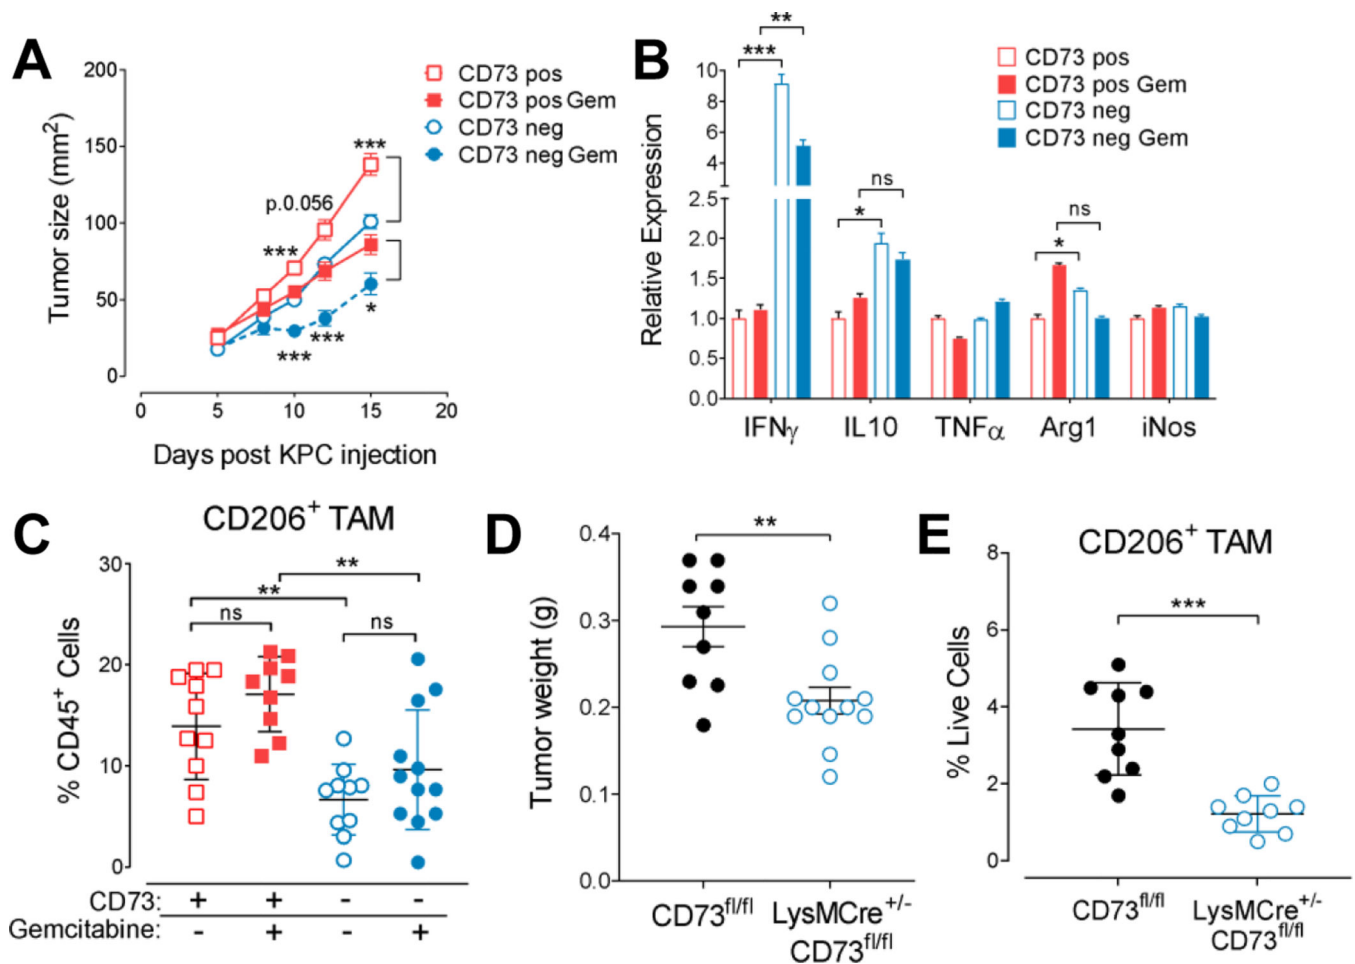 A
Tumor size (mm²)
200
150
100
50
0
0 5 10 15 20
Days post KPC injection
p.0.056
***
***
***
***
*
CD73 pos
CD73 pos Gem
CD73 neg
CD73 neg Gem
B
Relative Expression
10
8
6
4
2.5
2.0
1.5
1.0
0.5
0.0
**
***
ns
*
ns
*
IFNγ IL10 TNFα Arg1 iNos
CD73 pos
CD73 pos Gem
CD73 neg
CD73 neg Gem
C
CD206⁺ TAM
% CD45⁺ Cells
30
20
10
0
**
**
ns
ns
CD73: + + - -
Gemcitabine: - + - +
D
Tumor weight (g)
0.4
0.3
0.2
0.1
0.0
**
CD73fl/fl
LysMCre+/-
CD73fl/fl
E
CD206⁺ TAM
% Live Cells
8
6
4
2
0
***
CD73fl/fl
LysMCre+/-
CD73fl/fl